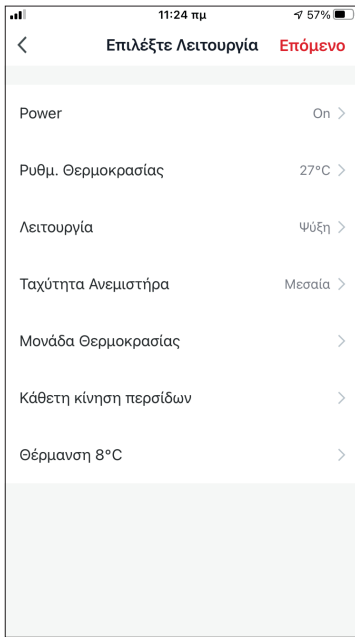 11:24 πμ 57%
Επιλέξτε Λειτουργία Επόμενο
Power On
Ρυθμ. Θερμοκρασίας 27°C
Λειτουργία Ψύξη
Ταχύτητα Ανεμιστήρα Μεσαία
Μονάδα Θερμοκρασίας
Κάθετη κίνηση περσίδων
Θέρμανση 8°C